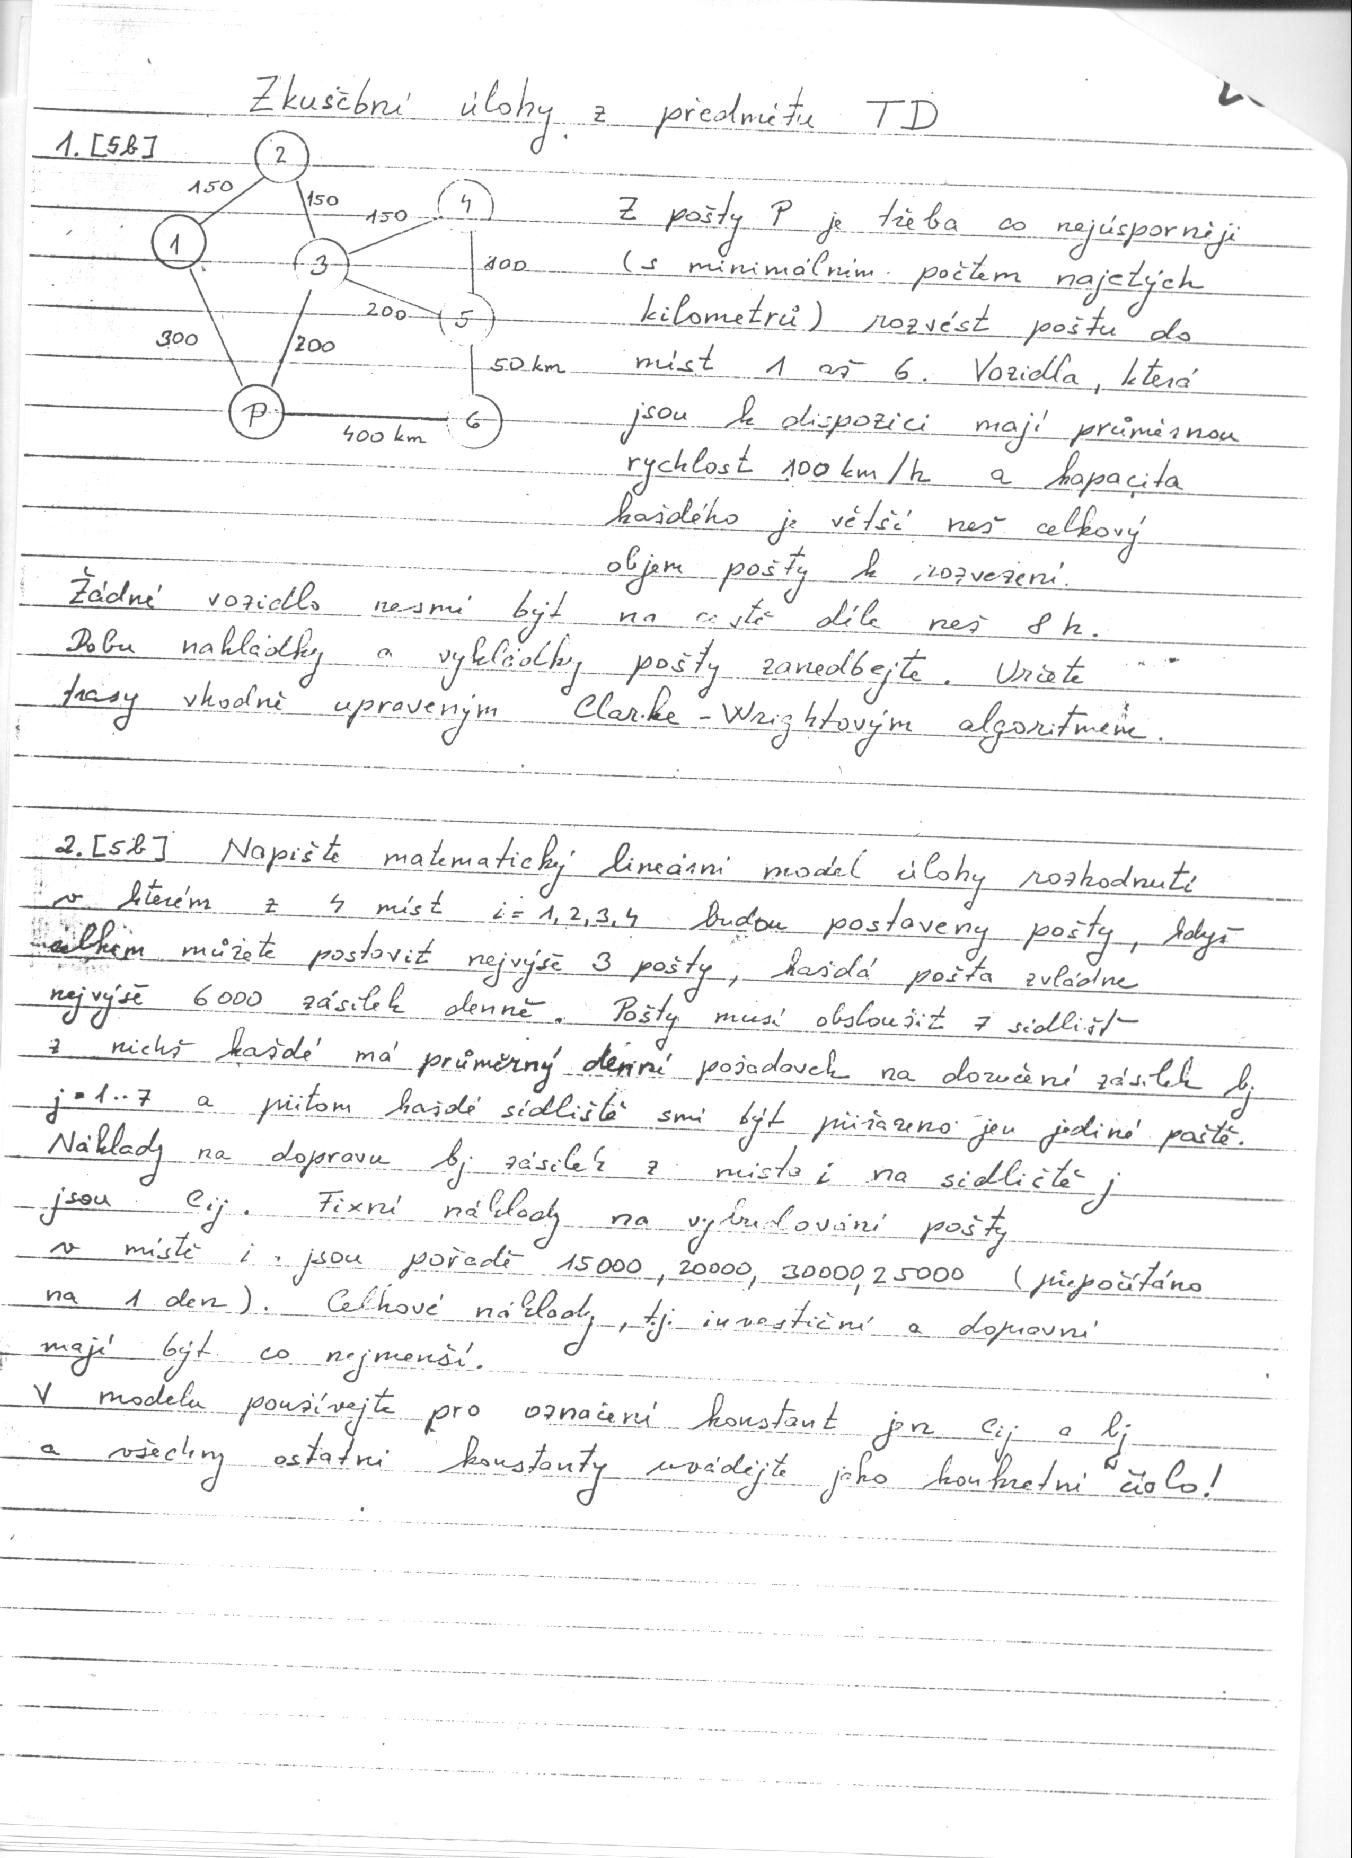 Zkušební úlohy z předmětu TD
1. [5b]
2
150
150
150
4
1
3
100
200
5
300
200
50 km
P
6
400 km
Z pošty P je třeba co nejúsporněji
(s minimálním počtem najetých
kilometrů) rozvést poštu do
míst 1 až 6. Vozidla, která
jsou k dispozici mají průměrnou
rychlost 100 km/h a kapacita
každého je větší než celkový
objem pošty k rozvezení.
Žádné vozidlo nesmí být na cestě déle než 8 h.
Dobu nakládky a vykládky pošty zanedbejte. Určete
trasy vhodně upraveným Clarke-Wrightovým algoritmem.
2. [5b] Napište matematický lineární model úlohy rozhodnutí
v kterém z 4 míst i = 1,2,3,4 budou postaveny pošty, když
celkem můžete postavit nejvýše 3 pošty, každá pošta zvládne
nejvýše 6000 zásilek denně. Pošty musí obsloužit 7 sídlišť
z nichž každé má průměrný denní požadavek na doručení zásilek bj
j=1..7 a přitom každé sídliště smí být přiřazeno jen jediné poště.
Náklady na dopravu bj zásilek z místa i na sídliště j
jsou cij. Fixní náklady na vybudování pošty
v místě i jsou pořadě 15000, 20000, 30000, 25000 (přepočítáno
na 1 den). Celkové náklady, tj. investiční a dopravní
mají být co nejmenší.
V modelu používejte pro označení konstant jen cij a bj
a všechny ostatní konstanty uvádějte jako konkrétní číslo!